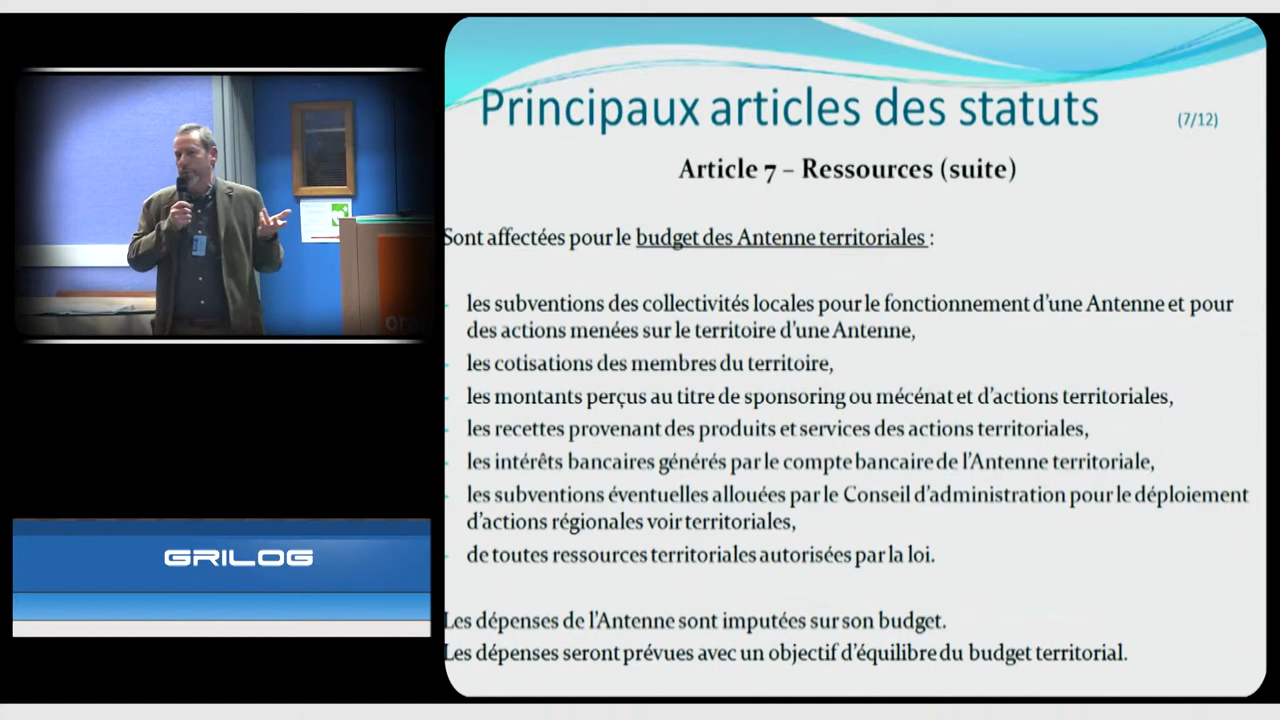 Principaux articles des statuts
(7/12)
Article 7 – Ressources (suite)
Sont affectées pour le budget des Antenne territoriales :
- les subventions des collectivités locales pour le fonctionnement d'une Antenne et pour
des actions menées sur le territoire d'une Antenne,
- les cotisations des membres du territoire,
- les montants perçus au titre de sponsoring ou mécénat et d'actions territoriales,
- les recettes provenant des produits et services des actions territoriales,
- les intérêts bancaires générés par le compte bancaire de l'Antenne territoriale,
- les subventions éventuelles allouées par le Conseil d'administration pour le déploiement
d'actions régionales voir territoriales,
- de toutes ressources territoriales autorisées par la loi.
Les dépenses de l'Antenne sont imputées sur son budget.
Les dépenses seront prévues avec un objectif d'équilibre du budget territorial.
GRILOG